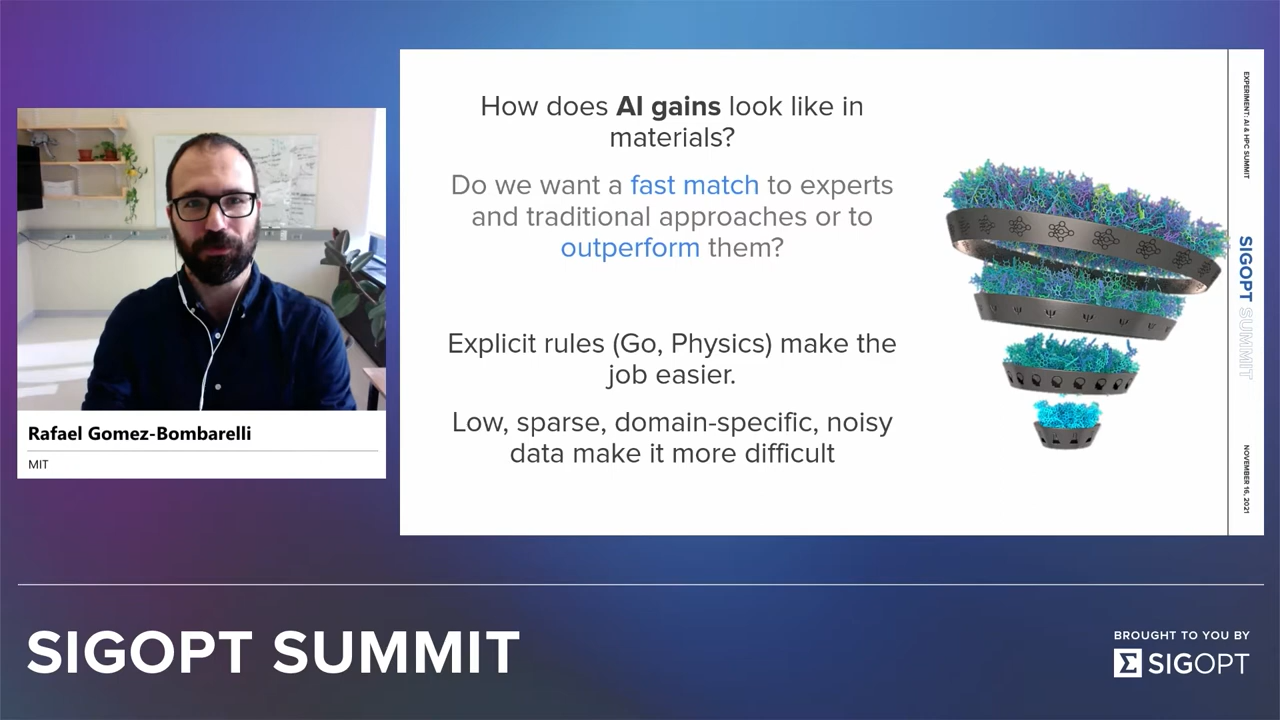 How does AI gains look like in
materials?
Do we want a fast match to experts
and traditional approaches or to
outperform them?
Explicit rules (Go, Physics) make the
job easier.
Low, sparse, domain-specific, noisy
data make it more difficult
EXPERIMENT: AI & HPC SUMMIT
SIGOPT SUMMIT
NOVEMBER 16, 2021
Rafael Gomez-Bombarelli
MIT
SIGOPT SUMMIT
BROUGHT TO YOU BY
SIGOPT